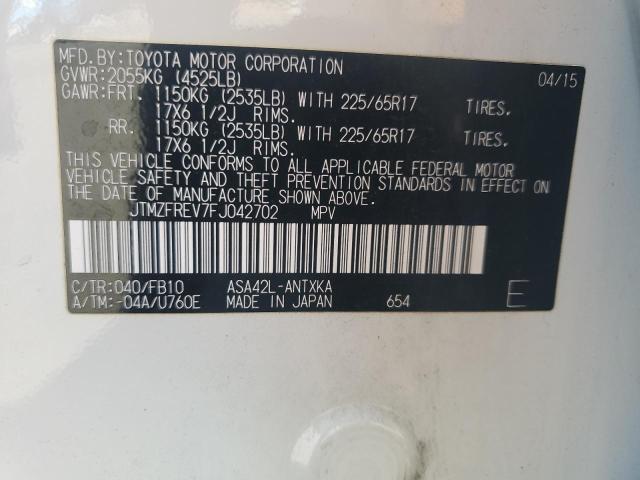 MFD.BY:TOYOTA MOTOR CORPORATION 04/15
GVWR:2055KG (4525LB)
GAWR:FRT. 1150KG (2535LB) WITH 225/65R17 TIRES.
17X6 1/2J RIMS.
RR. 1150KG (2535LB) WITH 225/65R17 TIRES.
17X6 1/2J RIMS.
THIS VEHICLE CONFORMS TO ALL APPLICABLE FEDERAL MOTOR
VEHICLE SAFETY AND THEFT PREVENTION STANDARDS IN EFFECT ON
THE DATE OF MANUFACTURE SHOWN ABOVE.
JTMZFREV7FJ042702 MPV
C/TR:040/FB10 ASA42L-ANTXKA
A/TM:-04A/U760E MADE IN JAPAN 654 E